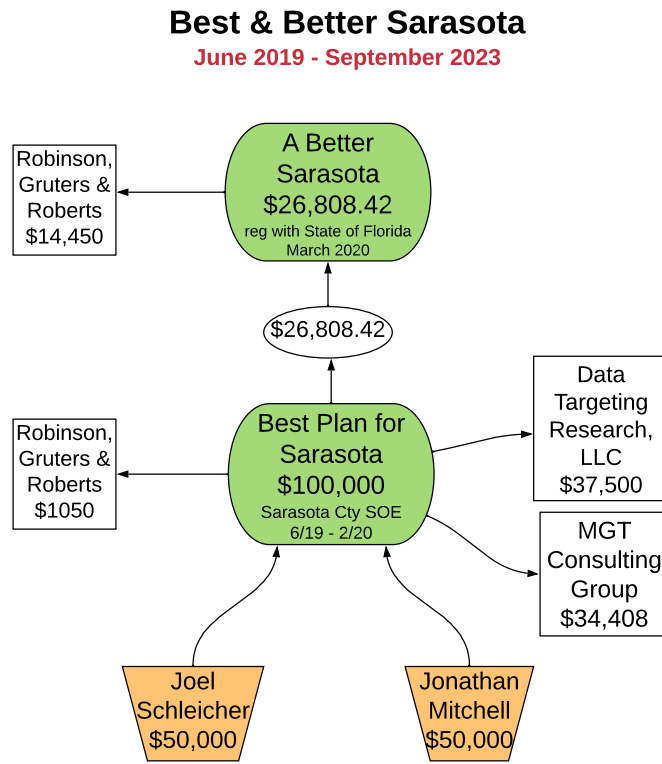 Best & Better Sarasota
June 2019 - September 2023
A Better
Sarasota
$26,808.42
reg with State of Florida
March 2020
Robinson,
Gruters &
Roberts
$14,450
$26,808.42
Best Plan for
Sarasota
$100,000
Sarasota Cty SOE
6/19 - 2/20
Robinson,
Gruters &
Roberts
$1050
Data
Targeting
Research,
LLC
$37,500
MGT
Consulting
Group
$34,408
Joel
Schleicher
$50,000
Jonathan
Mitchell
$50,000